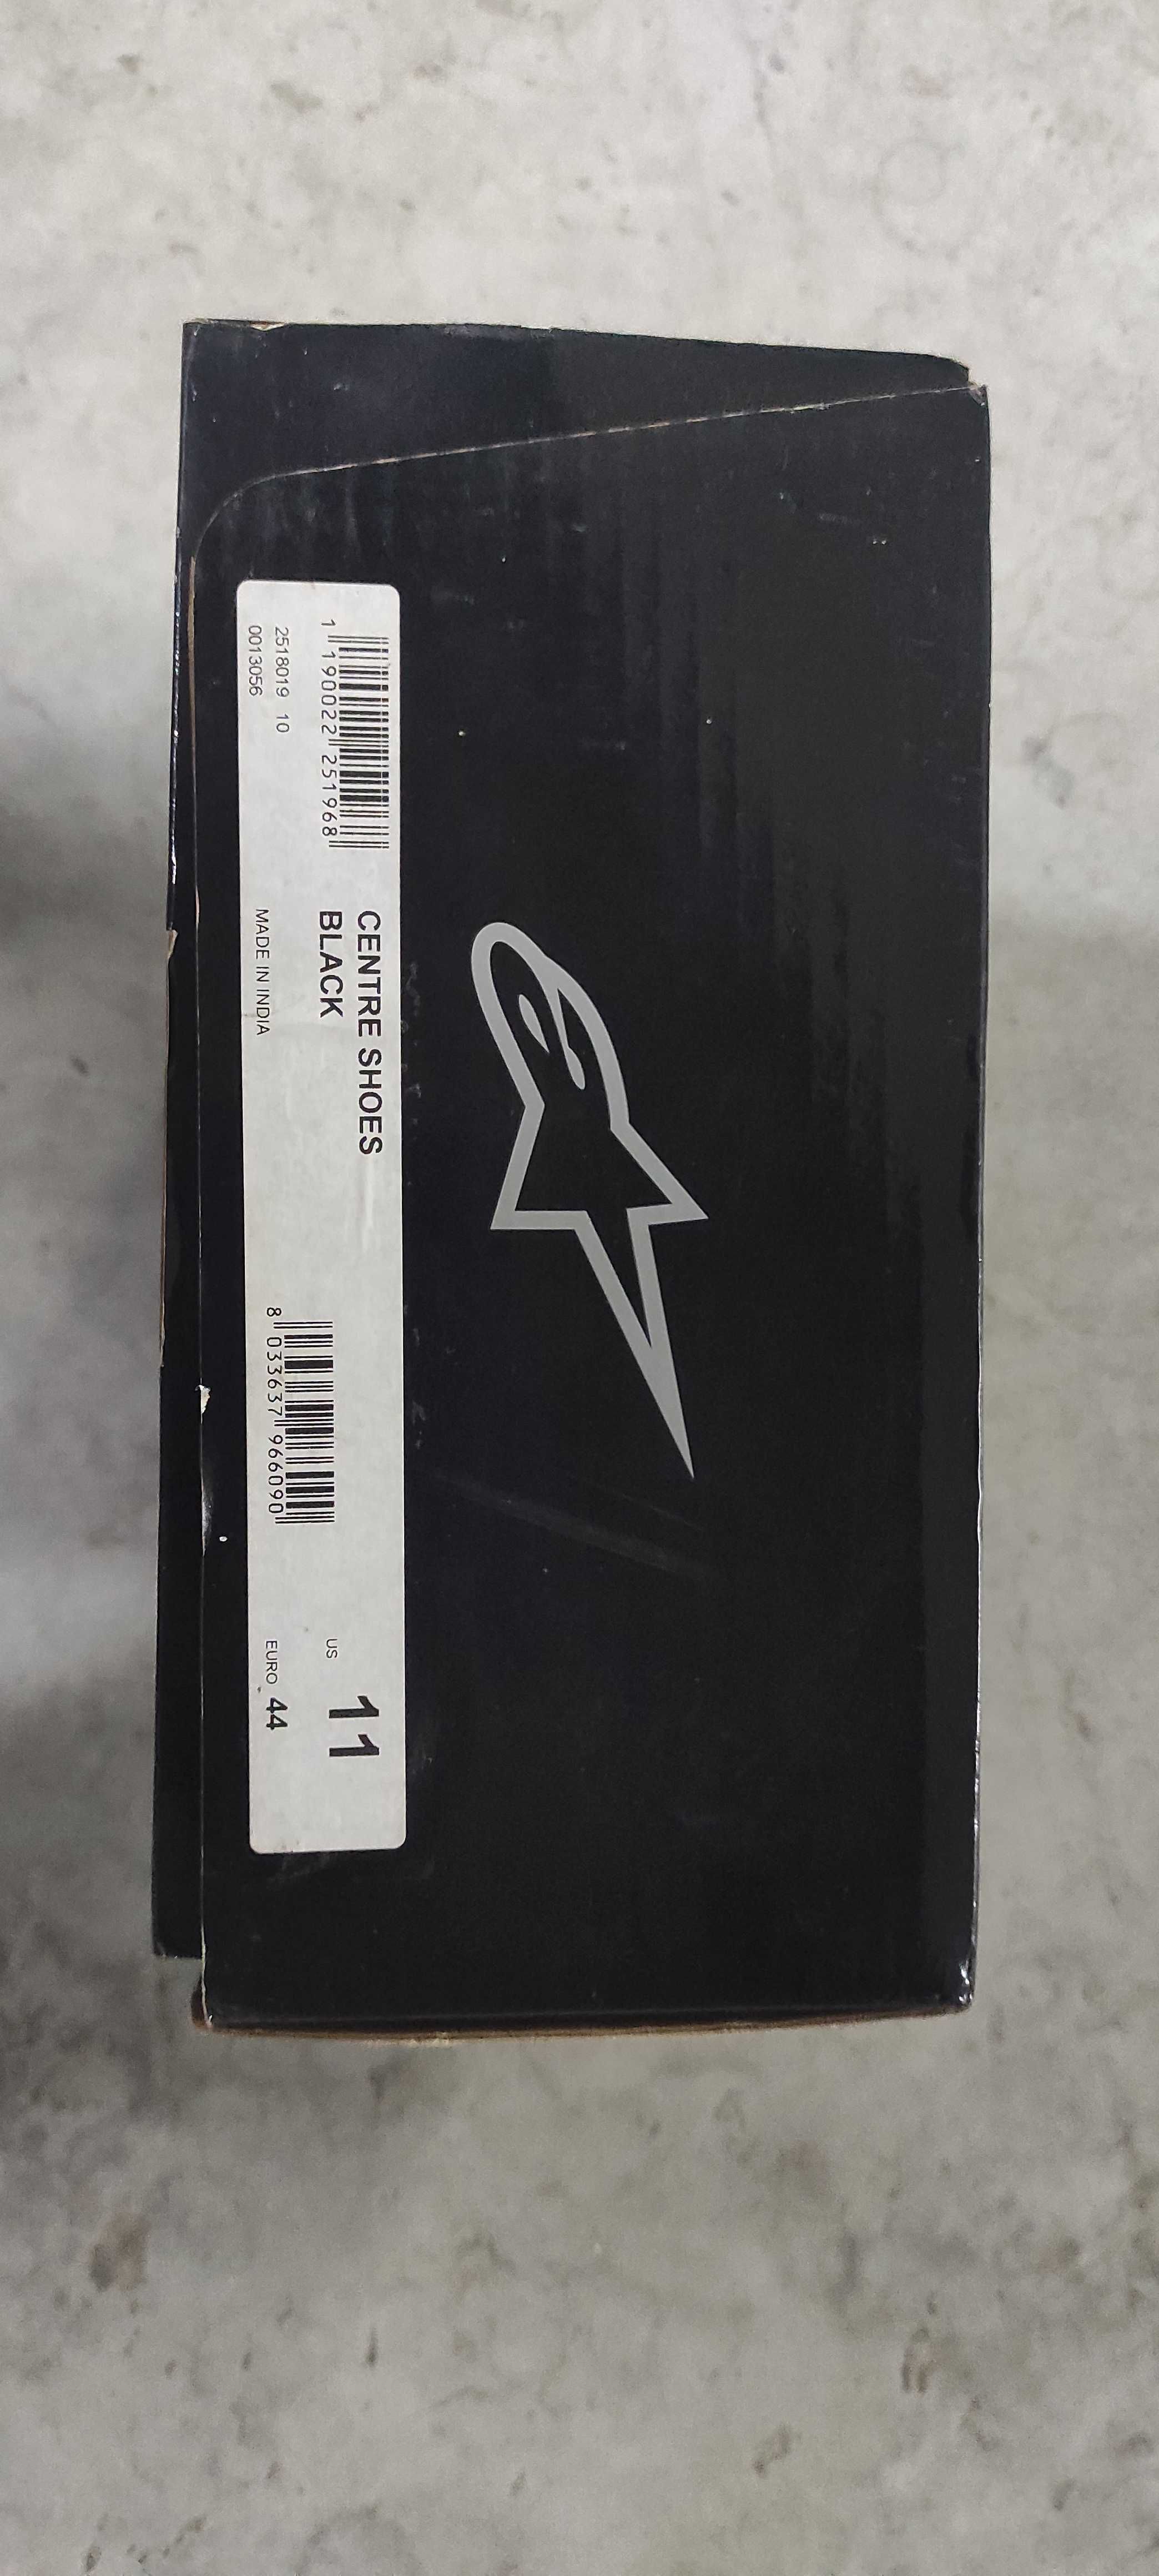 1 190022 251968
2518019 10
0013056
CENTRE SHOES
BLACK
MADE IN INDIA
8 033637 966090
US 11
EURO 44